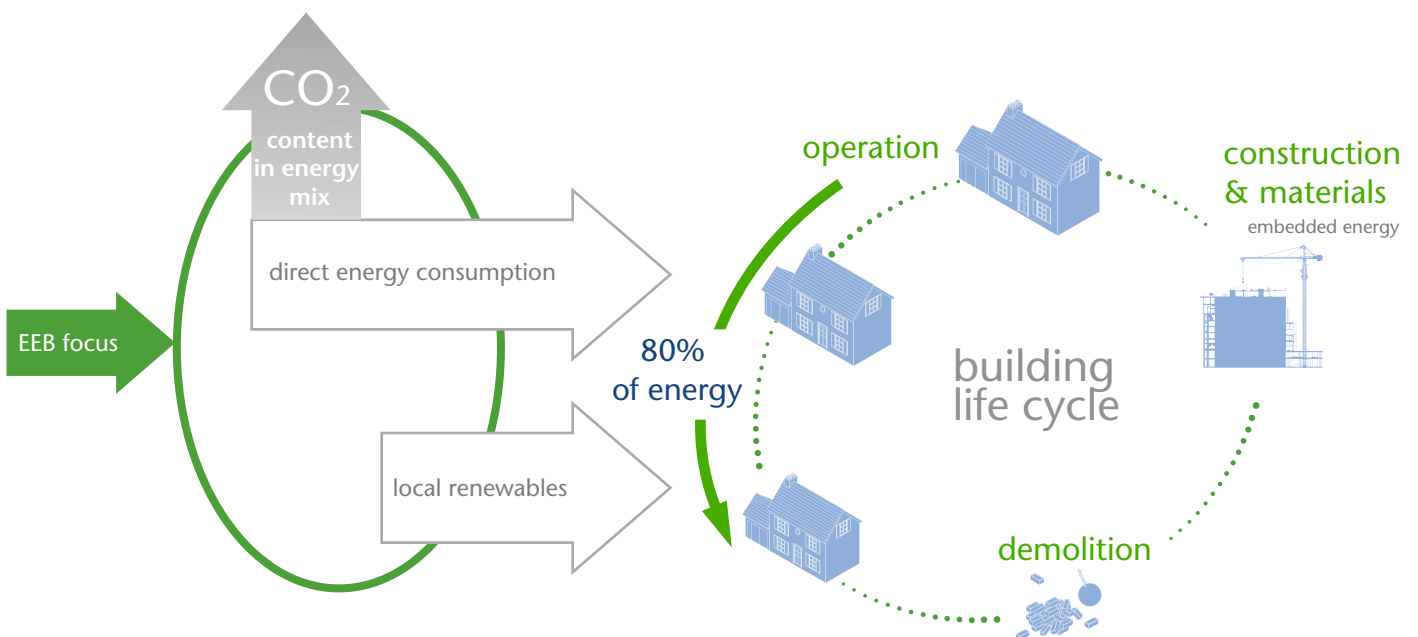 CO2
content
in energy
mix
direct energy consumption
EEB focus
local renewables
80%
of energy
operation
construction
& materials
embedded energy
building
life cycle
demolition